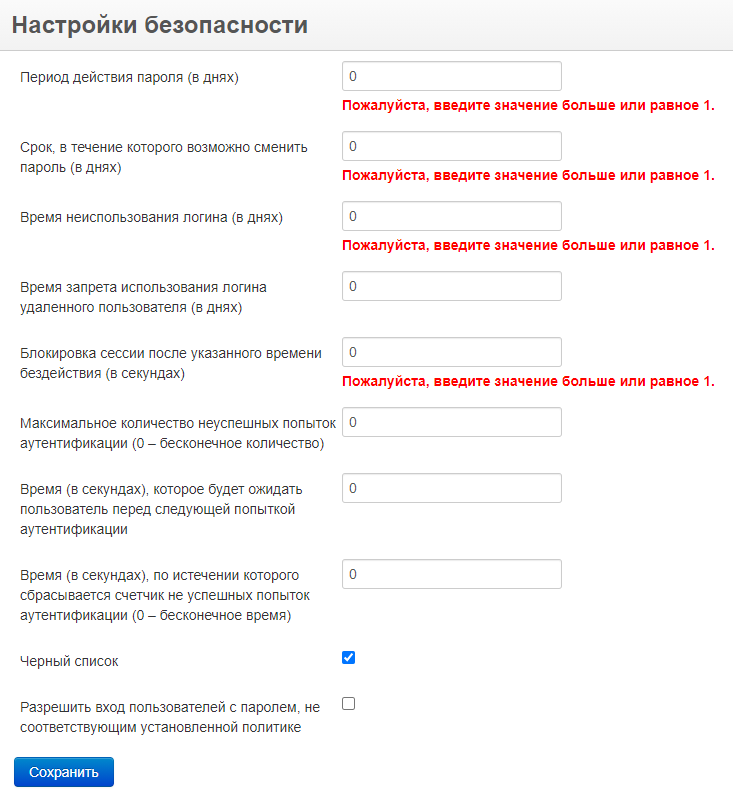 Настройки безопасности
Период действия пароля (в днях)
0
Пожалуйста, введите значение больше или равное 1.
Срок, в течение которого возможно сменить
пароль (в днях)
0
Пожалуйста, введите значение больше или равное 1.
Время неиспользования логина (в днях)
0
Пожалуйста, введите значение больше или равное 1.
Время запрета использования логина
удаленного пользователя (в днях)
0
Блокировка сессии после указанного времени
бездействия (в секундах)
0
Пожалуйста, введите значение больше или равное 1.
Максимальное количество неуспешных попыток
аутентификации (0 – бесконечное количество)
0
Время (в секундах), которое будет ожидать
пользователь перед следующей попыткой
аутентификации
0
Время (в секундах), по истечении которого
сбрасывается счетчик не успешных попыток
аутентификации (0 – бесконечное время)
0
Черный список
Разрешить вход пользователей с паролем, не
соответствующим установленной политике
Сохранить